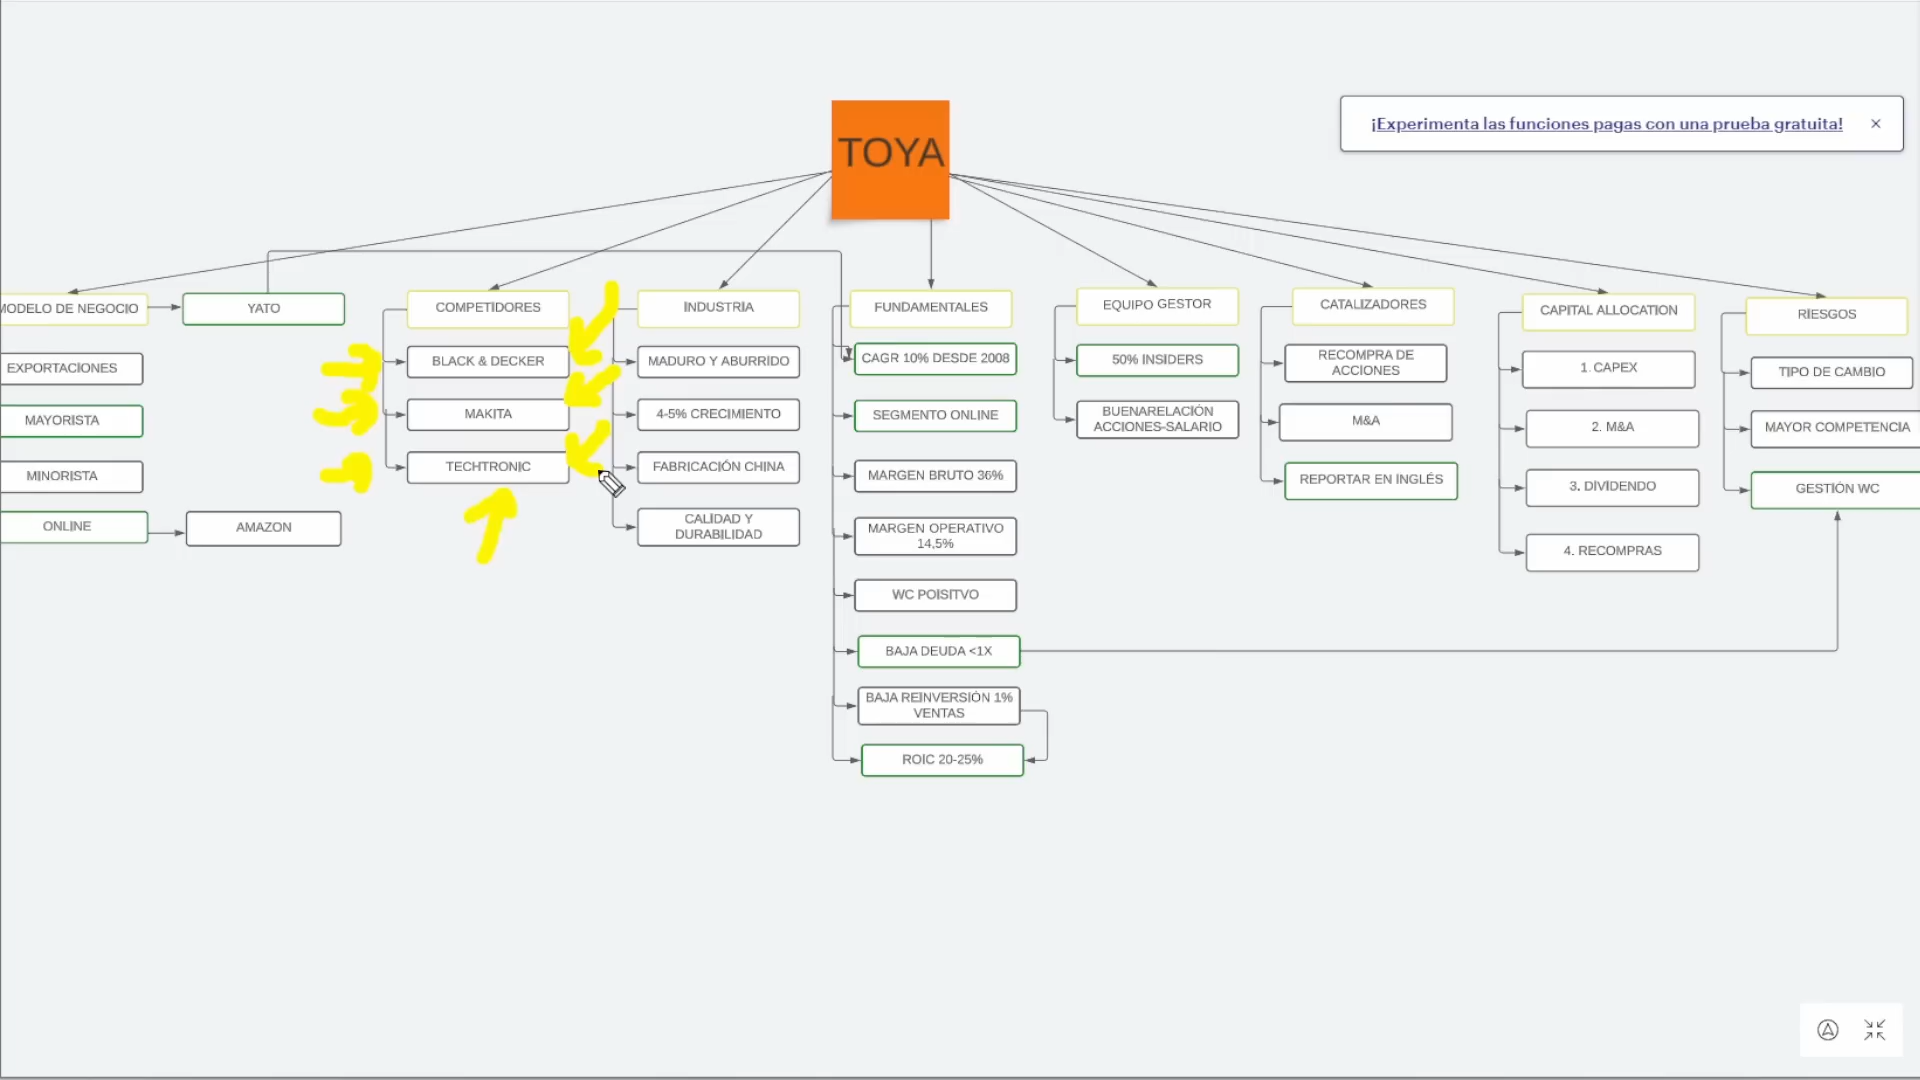 TOYA
¡Experimenta las funciones pagas con una prueba gratuita!
MODELO DE NEGOCIO
YATO
EXPORTACIONES
MAYORISTA
MINORISTA
ONLINE
AMAZON
COMPETIDORES
BLACK & DECKER
MAKITA
TECHTRONIC
INDUSTRIA
MADURO Y ABURRIDO
4-5% CRECIMIENTO
FABRICACIÓN CHINA
CALIDAD Y
DURABILIDAD
FUNDAMENTALES
CAGR 10% DESDE 2008
SEGMENTO ONLINE
MARGEN BRUTO 36%
MARGEN OPERATIVO
14,5%
WC POISITVO
BAJA DEUDA <1X
BAJA REINVERSIÓN 1%
VENTAS
ROIC 20-25%
EQUIPO GESTOR
50% INSIDERS
BUENARELACIÓN
ACCIONES-SALARIO
CATALIZADORES
RECOMPRA DE
ACCIONES
M&A
REPORTAR EN INGLÉS
CAPITAL ALLOCATION
1. CAPEX
2. M&A
3. DIVIDENDO
4. RECOMPRAS
RIESGOS
TIPO DE CAMBIO
MAYOR COMPETENCIA
GESTIÓN WC